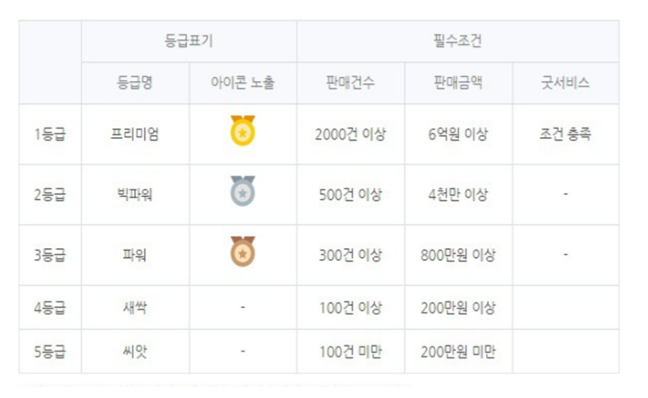 등급표기 필수조건
등급명 아이콘 노출 판매건수 판매금액 굿서비스
1등급 프리미엄 2000건 이상 6억원 이상 조건 충족
2등급 빅파워 500건 이상 4천만 이상 -
3등급 파워 300건 이상 800만원 이상 -
4등급 새싹 - 100건 이상 200만원 이상
5등급 씨앗 - 100건 미만 200만원 미만